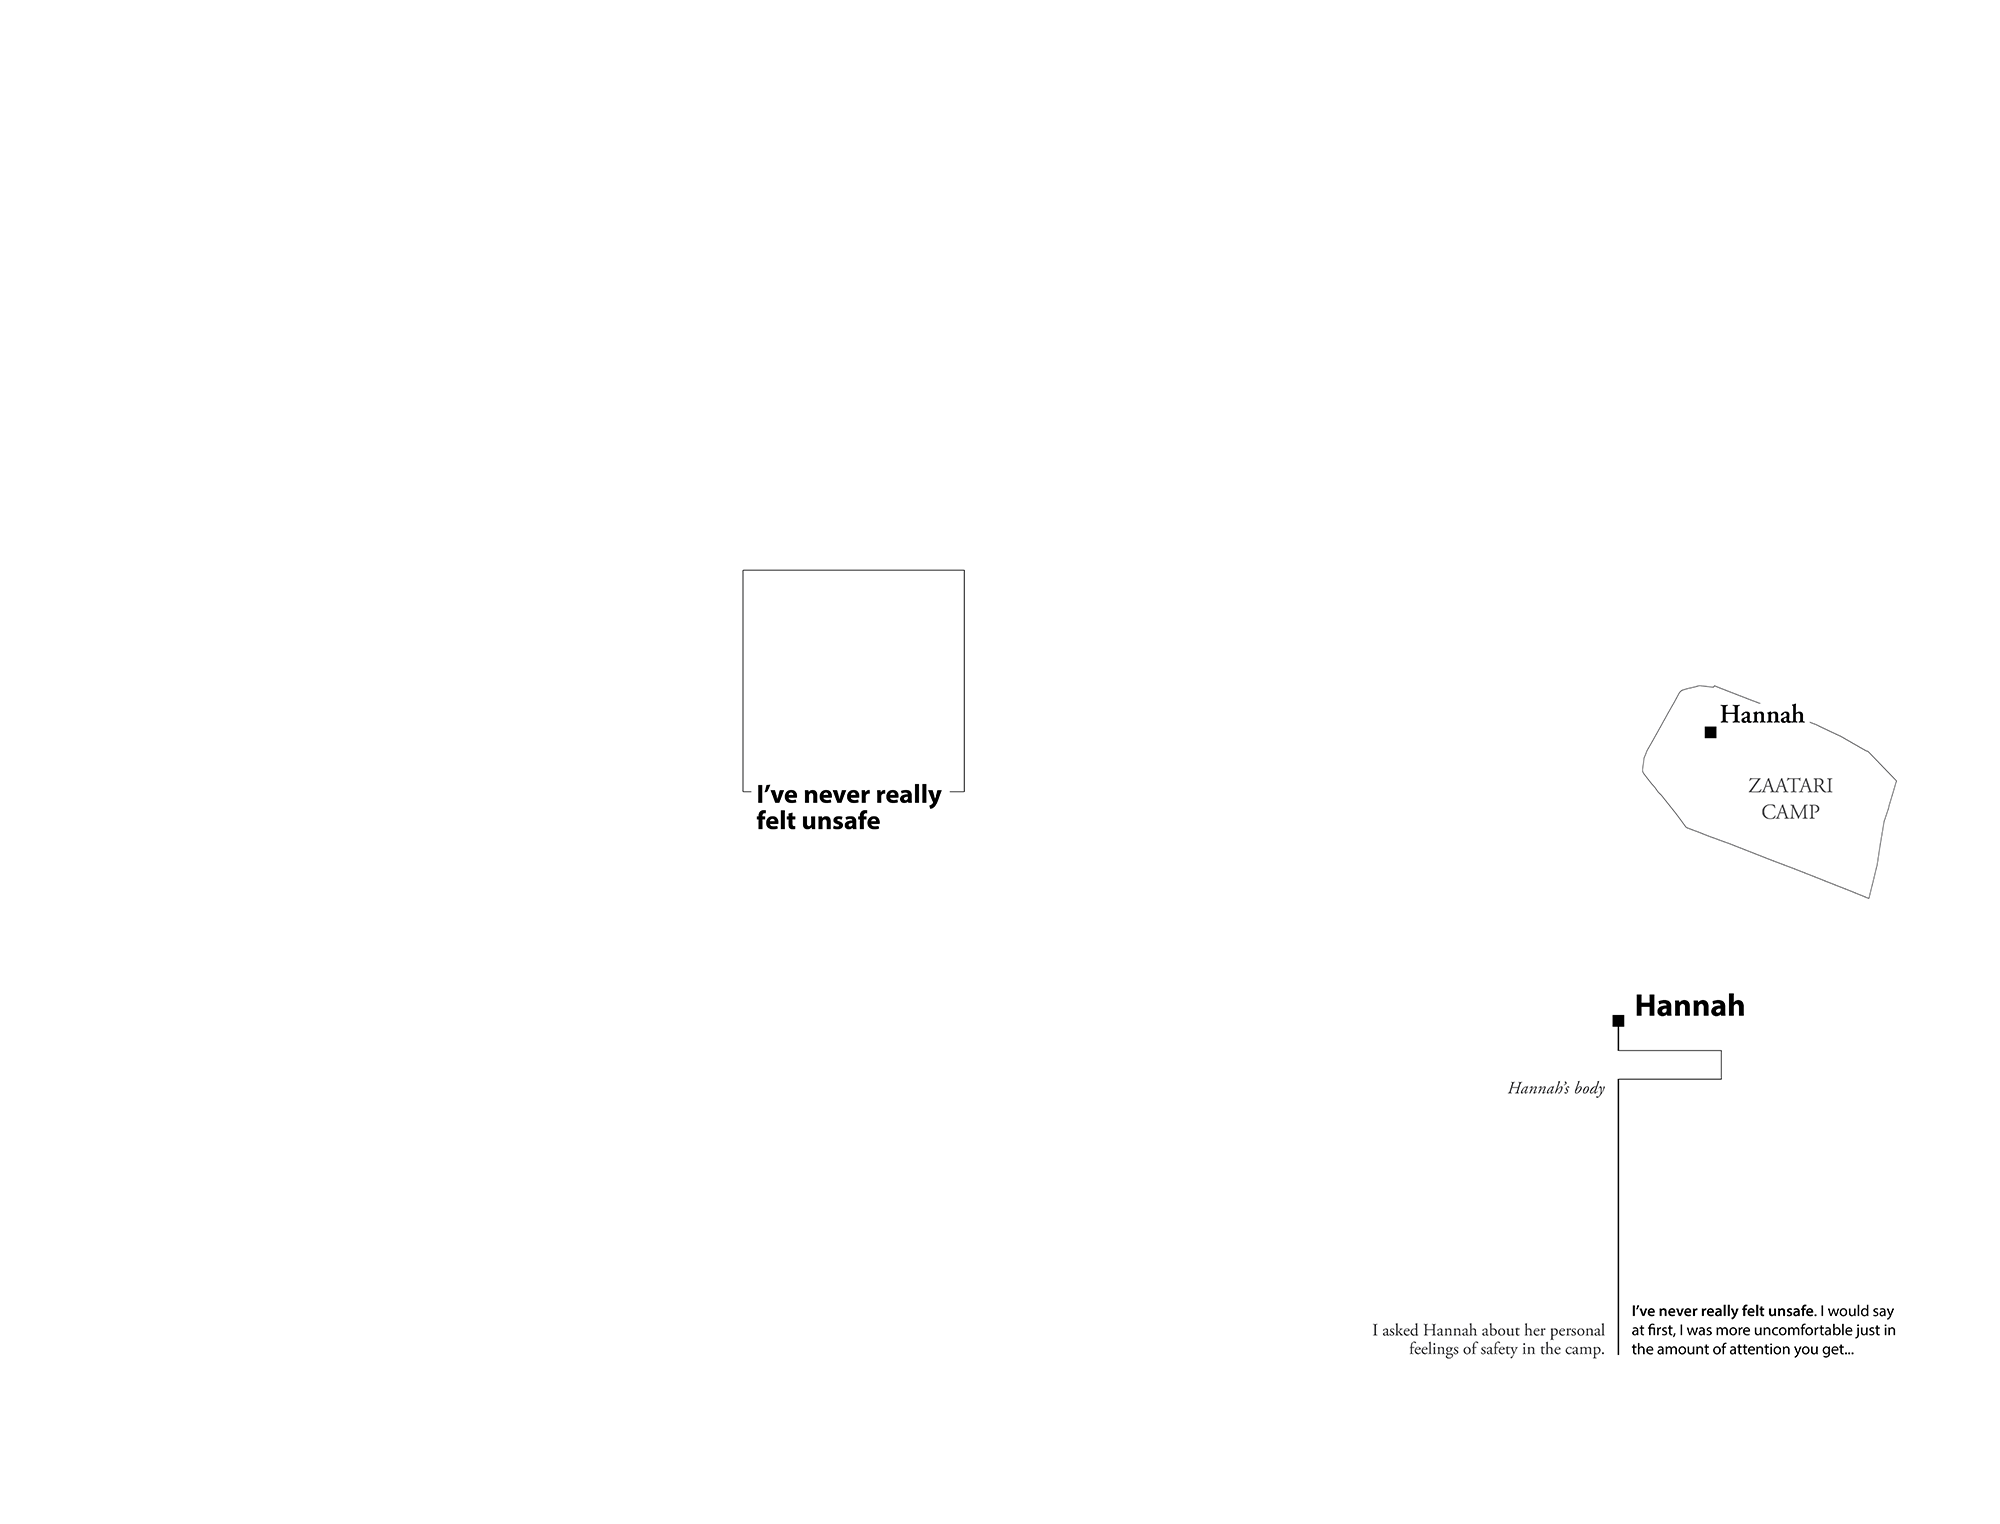 I’ve never really
felt unsafe
Hannah
ZAATARI
CAMP
Hannah
Hannah’s body
I asked Hannah about her personal
feelings of safety in the camp.
I’ve never really felt unsafe. I would say
at first, I was more uncomfortable just in
the amount of attention you get...